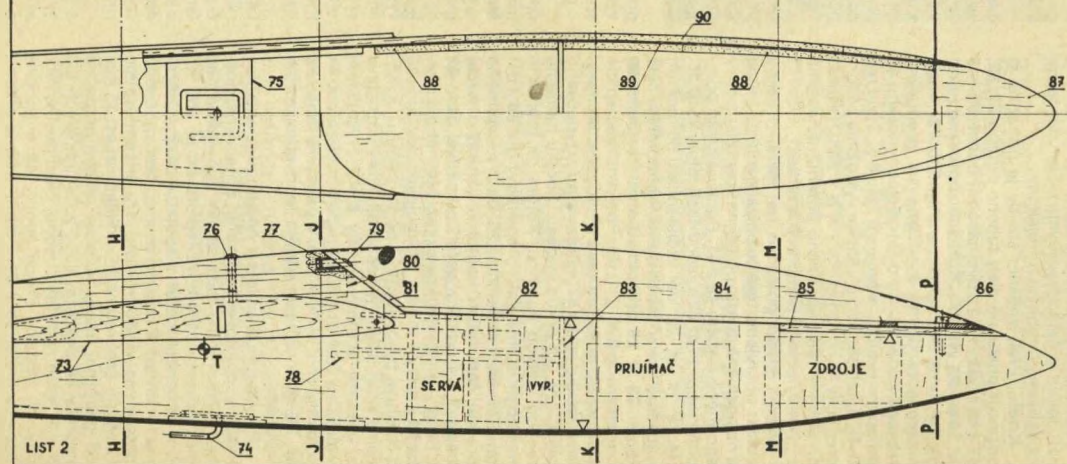 90
75
88
89
88
87
H
J
K
M
P
76
77
79
80
81
82
83
84
85
86
73
T
78
SERVÁ
VYP.
PRIJÍMAČ
ZDROJE
74
LIST 2
H
J
K
M
P